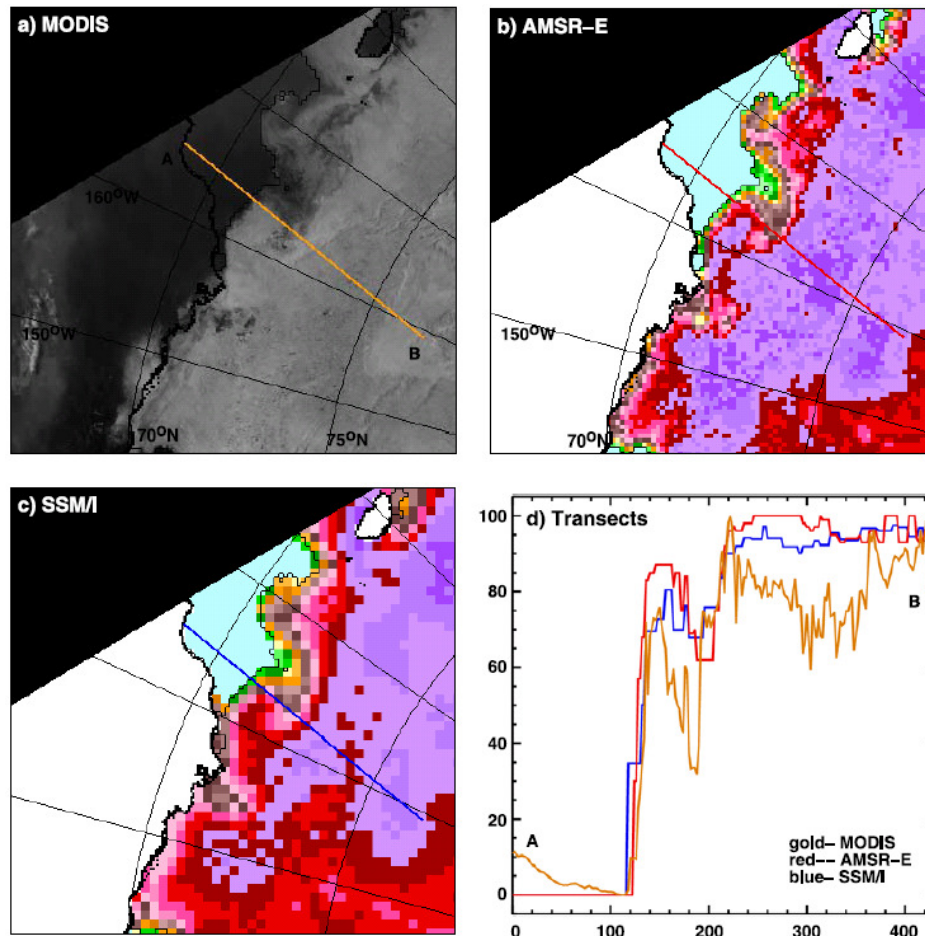 a) MODIS
A
160°W
150°W
B
70°N
75°N
b) AMSR-E
150°W
70°N
c) SSM/I
d) Transects
100
80
60
40
20
0
A
B
gold– MODIS
red–– AMSR-E
blue– SSM/I
0
100
200
300
400